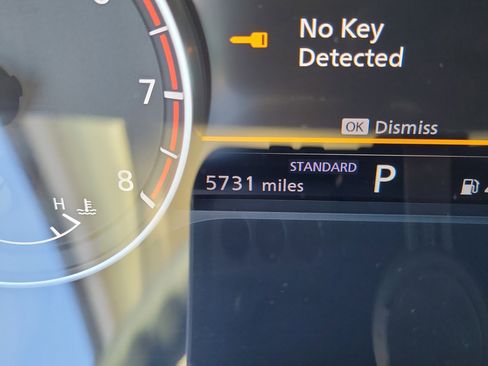 No Key
Detected
OK Dismiss
7
8
H
STANDARD
5731 miles
P